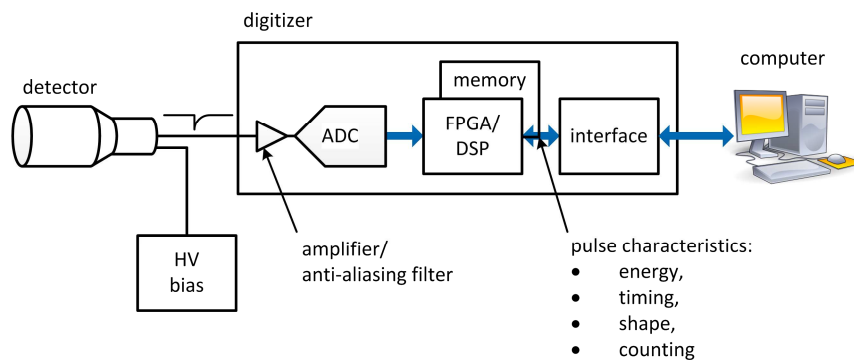 digitizer
computer
detector
memory
ADC
FPGA/
DSP
interface
HV
bias
amplifier/
anti-aliasing filter
pulse characteristics:
• energy,
• timing,
• shape,
• counting